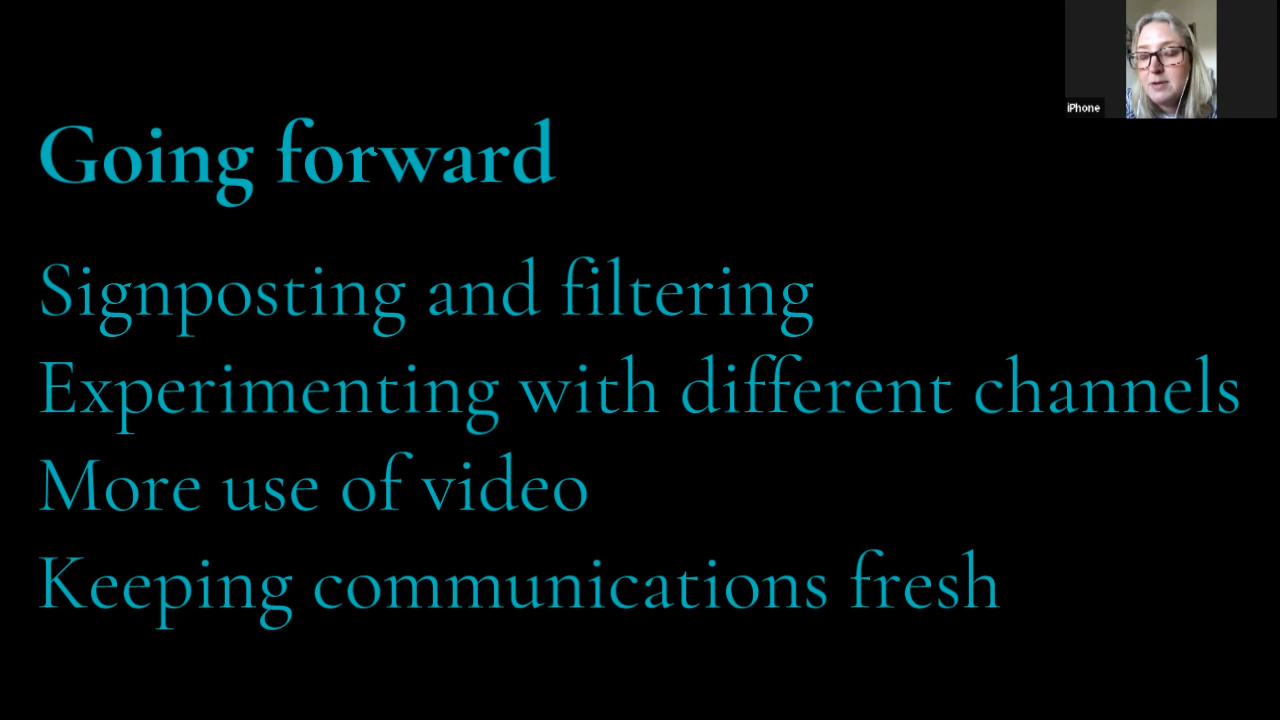 iPhone
Going forward
Signposting and filtering
Experimenting with different channels
More use of video
Keeping communications fresh